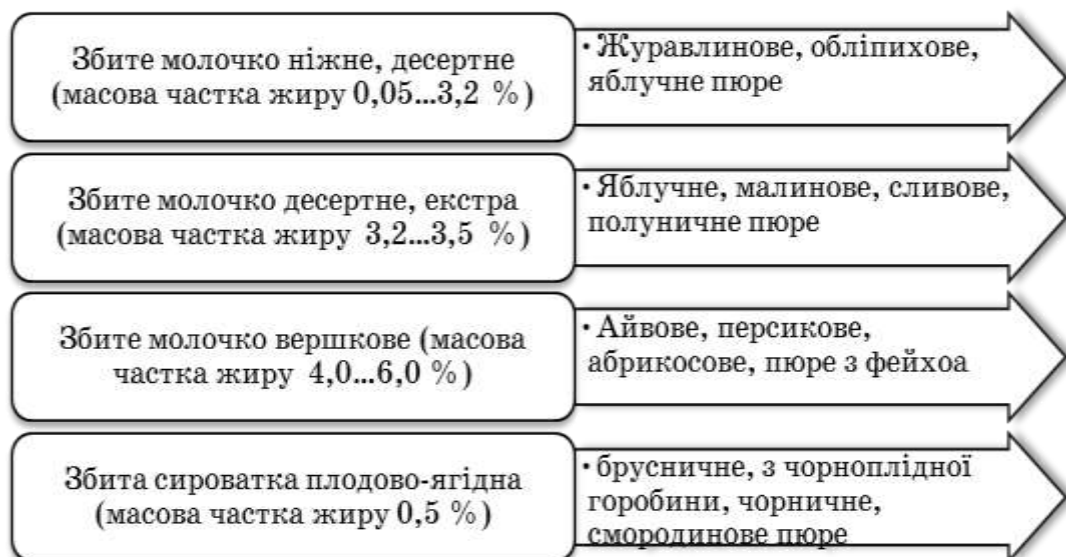 Збите молочко ніжне, десертне
(масова частка жиру 0,05...3,2 %)
· Журавлинове, обліпихове,
яблучне пюре
Збите молочко десертне, екстра
(масова частка жиру 3,2...3,5 %)
· Яблучне, малинове, сливове,
полуничне пюре
Збите молочко вершкове (масова
частка жиру 4,0...6,0 %)
· Айвове, персикове,
абрикосове, пюре з фейхоа
Збита сироватка плодово-ягідна
(масова частка жиру 0,5 %)
· брусничне, з чорноплідної
горобини, чорничне,
смородинове пюре